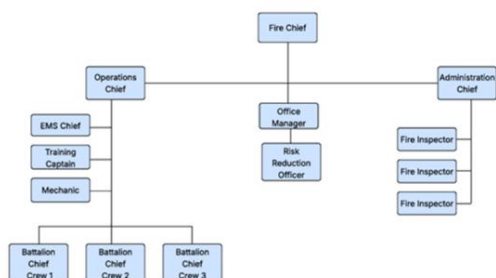 Fire Chief
Operations
Chief
Administration
Chief
Office
Manager
EMS Chief
Training
Captain
Mechanic
Risk
Reduction
Officer
Fire Inspector
Fire Inspector
Fire Inspector
Battalion
Chief
Crew 1
Battalion
Chief
Crew 2
Battalion
Chief
Crew 3